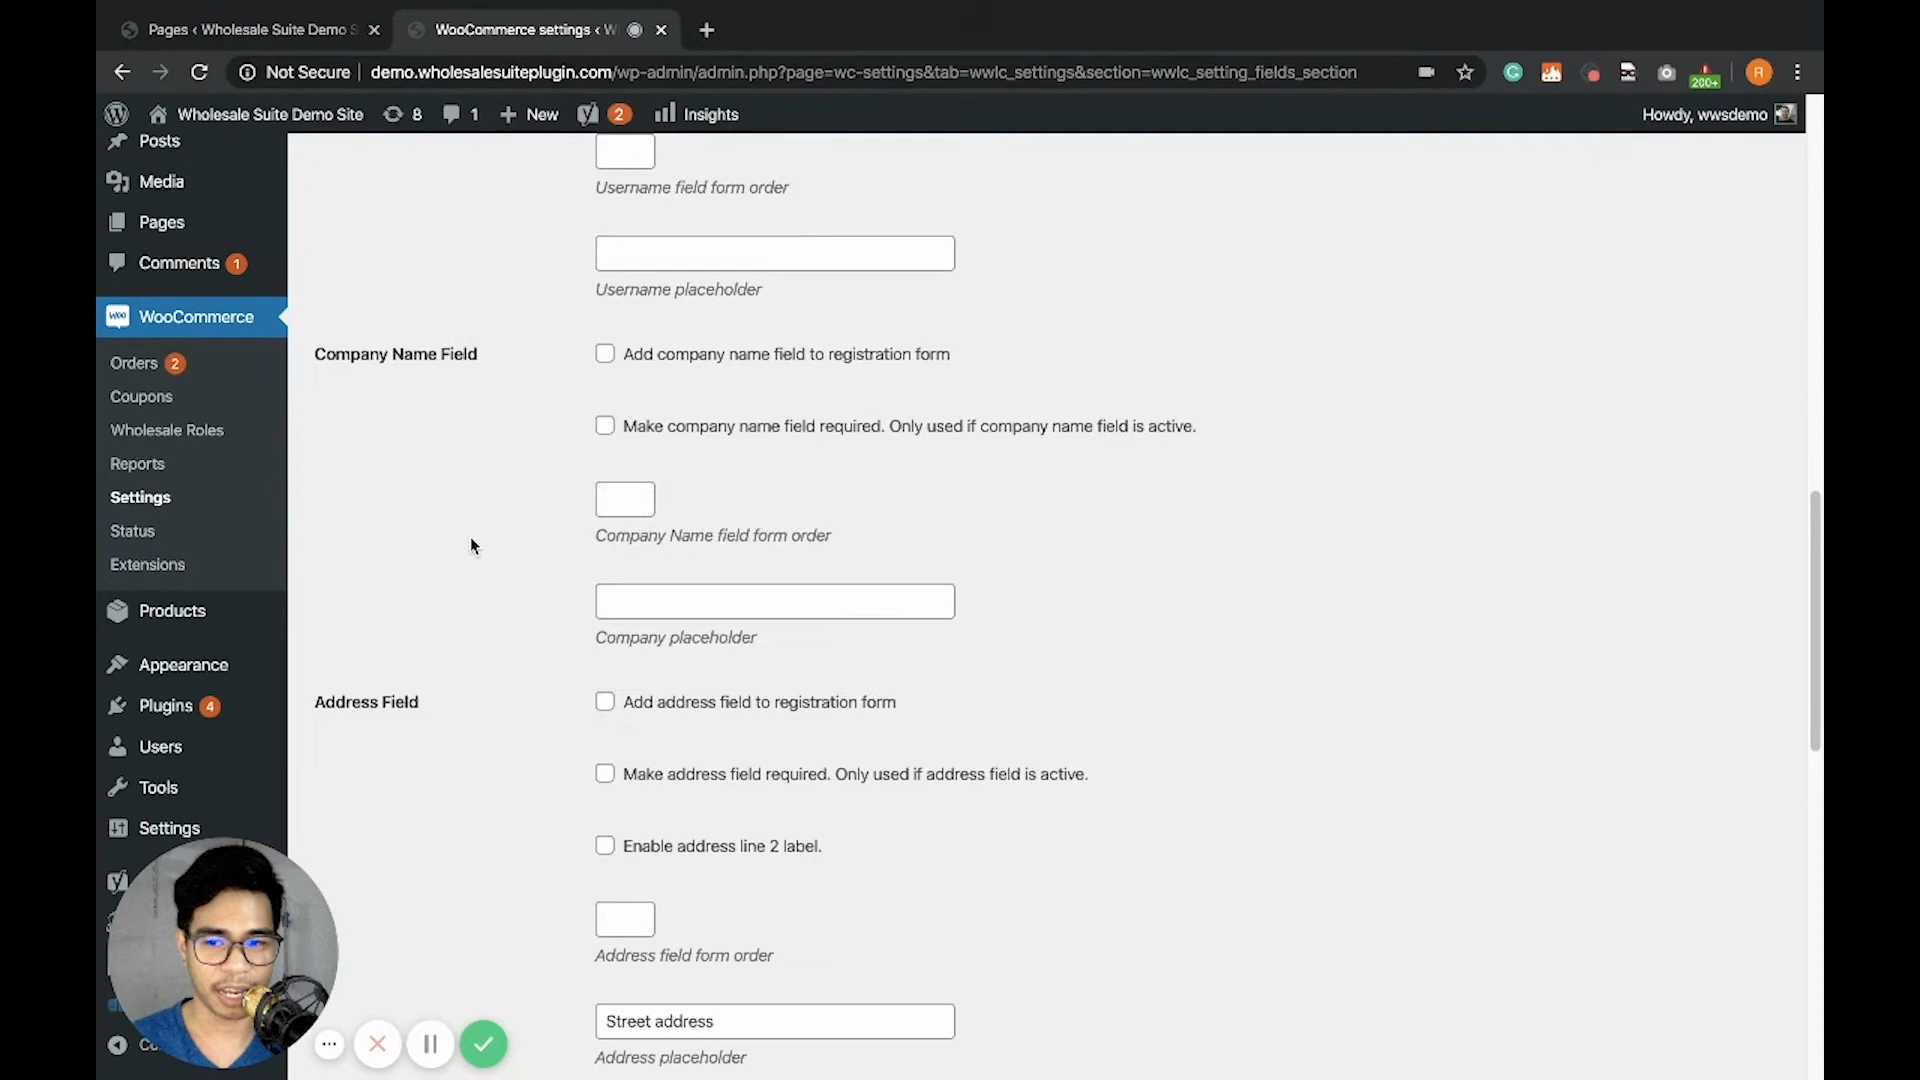 Pages ‹ Wholesale Suite Demo S
WooCommerce settings ‹ W
Not Secure
demo.wholesalesuiteplugin.com/wp-admin/admin.php?page=wc-settings&tab=wwlc_settings&section=wwlc_setting_fields_section
200+
R
Wholesale Suite Demo Site
8
1
New
2
Insights
Howdy, wwsdemo
Posts
Media
Pages
Comments 1
WooCommerce
Orders 2
Coupons
Wholesale Roles
Reports
Settings
Status
Extensions
Products
Appearance
Plugins 4
Users
Tools
Settings
Username field form order
Username placeholder
Company Name Field
Add company name field to registration form
Make company name field required. Only used if company name field is active.
Company Name field form order
Company placeholder
Address Field
Add address field to registration form
Make address field required. Only used if address field is active.
Enable address line 2 label.
Address field form order
Street address
Address placeholder